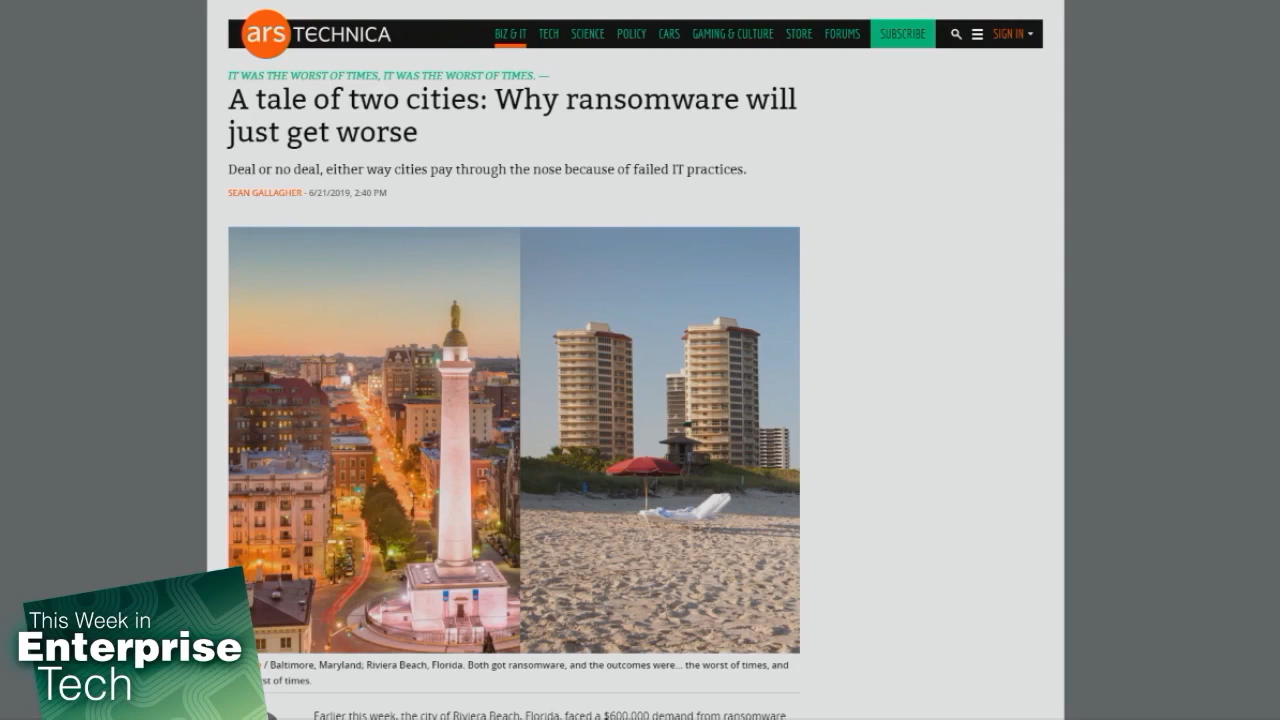 ars TECHNICA
BIZ & IT TECH SCIENCE POLICY CARS GAMING & CULTURE STORE FORUMS SUBSCRIBE SIGN IN
IT WAS THE WORST OF TIMES, IT WAS THE WORST OF TIMES. —
A tale of two cities: Why ransomware will
just get worse
Deal or no deal, either way cities pay through the nose because of failed IT practices.
SEAN GALLAGHER - 6/21/2019, 2:40 PM
/ Baltimore, Maryland; Riviera Beach, Florida. Both got ransomware, and the outcomes were... the worst of times, and
of times.
Earlier this week, the city of Riviera Beach, Florida, faced a $600,000 demand from ransomware
This Week in
Enterprise
Tech